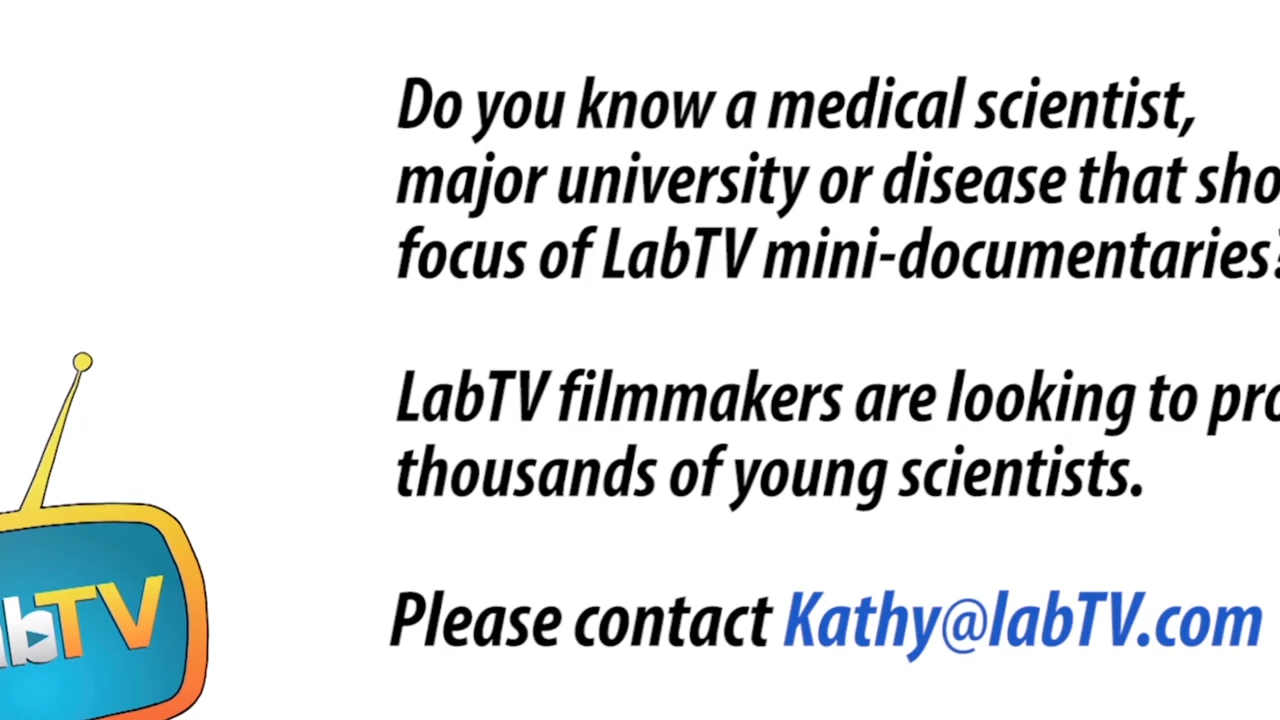 Do you know a medical scientist,
major university or disease that sho
focus of LabTV mini-documentaries?
LabTV filmmakers are looking to pro
thousands of young scientists.
Please contact Kathy@labTV.com
abTV